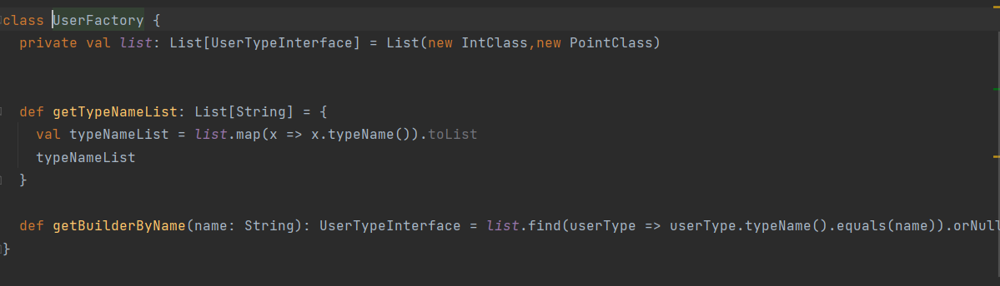 class UserFactory {
private val list: List[UserTypeInterface] = List(new IntClass,new PointClass)
def getTypeNameList: List[String] = {
val typeNameList = list.map(x => x.typeName()).toList
typeNameList
}
def getBuilderByName(name: String): UserTypeInterface = list.find(userType => userType.typeName().equals(name)).orNull
}